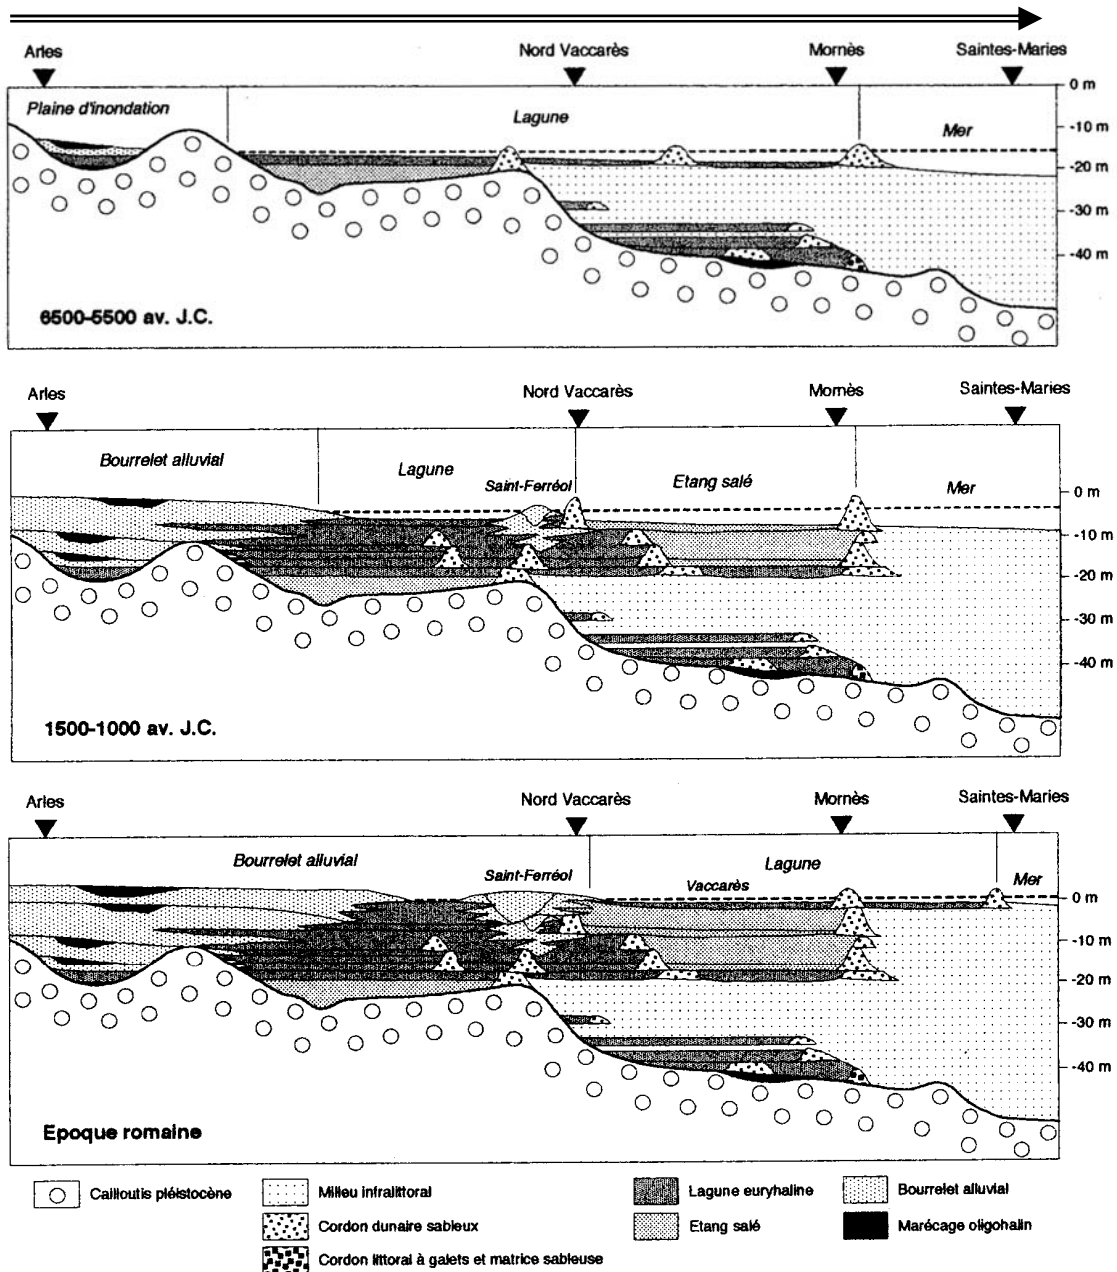 Arles Nord Vaccarès Mornès Saintes-Maries
0 m
Plaine d'inondation
Lagune
-10 m
Mer
-20 m
-30 m
-40 m
6500-5500 av. J.C.
Arles Nord Vaccarès Mornès Saintes-Maries
Bourrelet alluvial
Lagune
Saint-Ferréol
Etang salé
Mer
0 m
-10 m
-20 m
-30 m
-40 m
1500-1000 av. J.C.
Arles Nord Vaccarès Mornès Saintes-Maries
Bourrelet alluvial
Saint-Ferréol
Lagune
Vaccarès
Mer
0 m
-10 m
-20 m
-30 m
-40 m
Epoque romaine
Cailloutis pléistocène
Milieu infralittoral
Lagune euryhaline
Bourrelet alluvial
Cordon dunaire sableux
Etang salé
Marécage oligohalin
Cordon littoral à galets et matrice sableuse